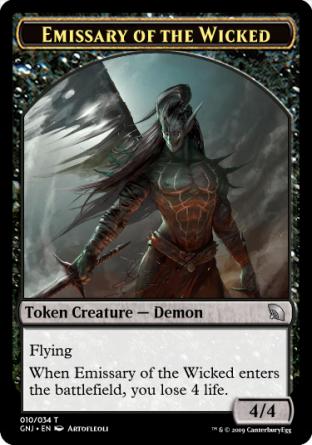 EMISSARY OF THE WICKED
Token Creature — Demon
Flying
When Emissary of the Wicked enters
the battlefield, you lose 4 life.
4/4
010/034 T
GNJ • EN ARTOFLEOLI
™ & © 2019 CanterburyEgg